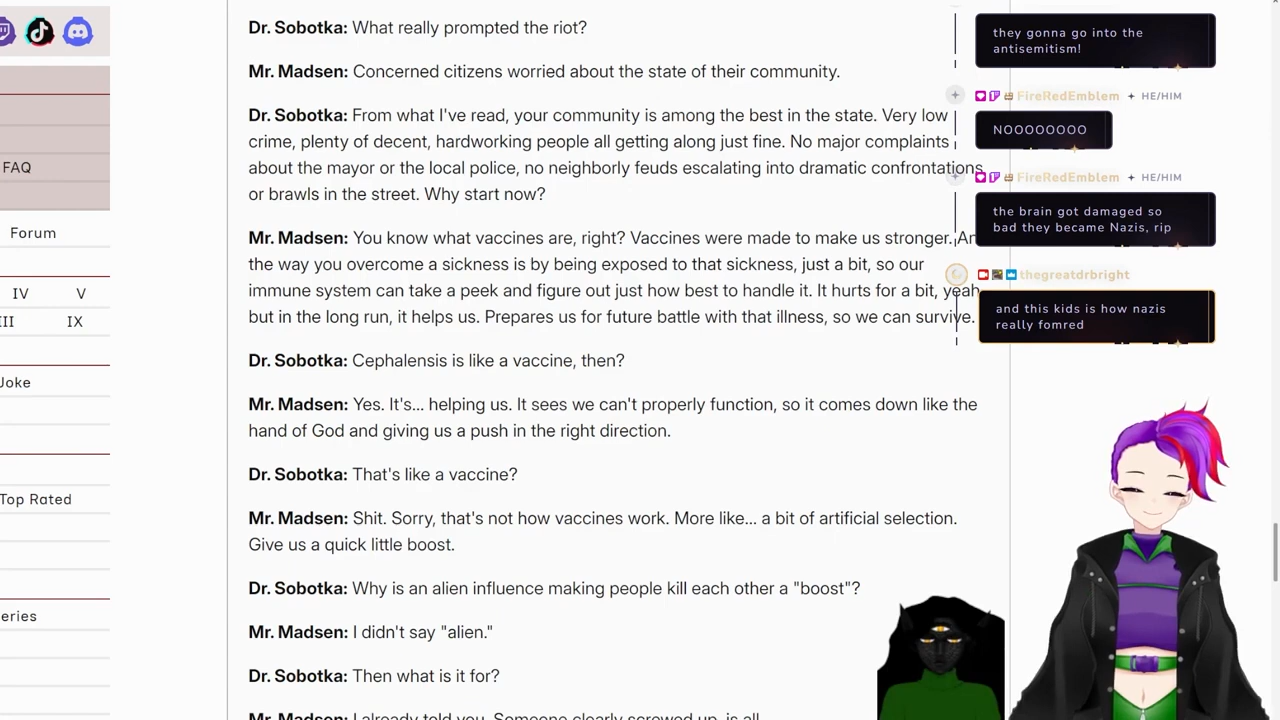 Dr. Sobotka: What really prompted the riot?
Mr. Madsen: Concerned citizens worried about the state of their community.
Dr. Sobotka: From what I've read, your community is among the best in the state. Very low
crime, plenty of decent, hardworking people all getting along just fine. No major complaints
about the mayor or the local police, no neighborly feuds escalating into dramatic confrontations
or brawls in the street. Why start now?
Mr. Madsen: You know what vaccines are, right? Vaccines were made to make us stronger. An
the way you overcome a sickness is by being exposed to that sickness, just a bit, so our
immune system can take a peek and figure out just how best to handle it. It hurts for a bit, yeah
but in the long run, it helps us. Prepares us for future battle with that illness, so we can survive.
Dr. Sobotka: Cephalensis is like a vaccine, then?
Mr. Madsen: Yes. It's... helping us. It sees we can't properly function, so it comes down like the
hand of God and giving us a push in the right direction.
Dr. Sobotka: That's like a vaccine?
Mr. Madsen: Shit. Sorry, that's not how vaccines work. More like... a bit of artificial selection.
Give us a quick little boost.
Dr. Sobotka: Why is an alien influence making people kill each other a "boost"?
Mr. Madsen: I didn't say "alien."
Dr. Sobotka: Then what is it for?
Mr. Madsen: I already told you. Someone clearly screwed up, is all.
FAQ
Forum
IV V
III IX
Joke
Top Rated
eries
they gonna go into the
antisemitism!
FireRedEmblem HE/HIM
NOOOOOOOO
FireRedEmblem HE/HIM
the brain got damaged so
bad they became Nazis, rip
thegreatdrbright
and this kids is how nazis
really fomred